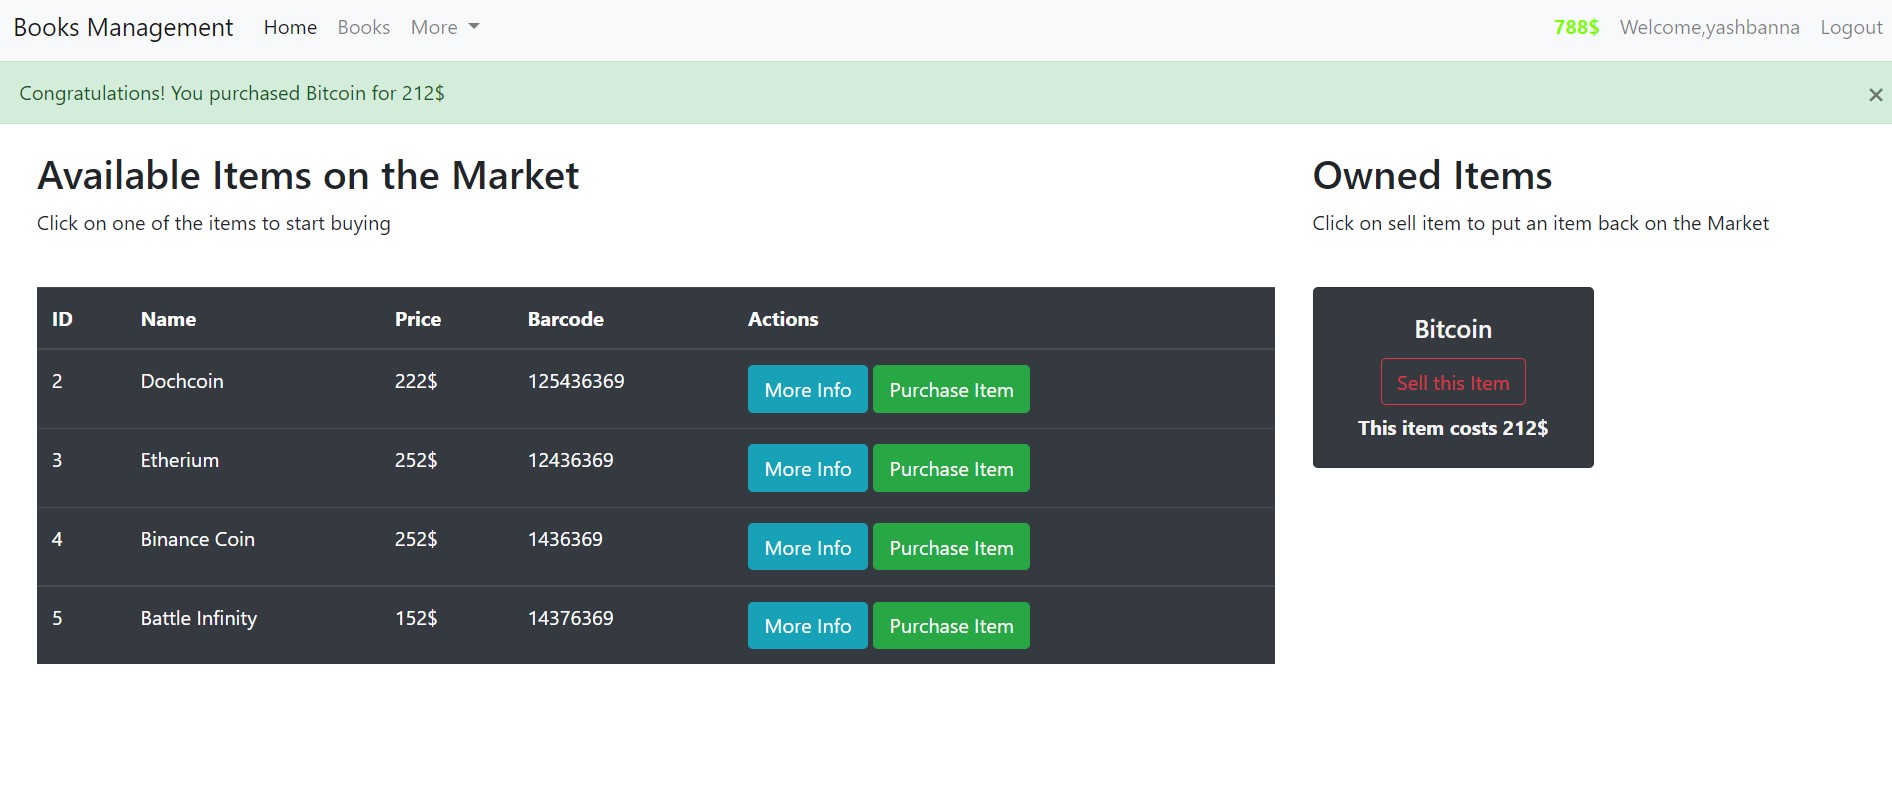 Books Management Home Books More 788$ Welcome,yashbanna Logout
Congratulations! You purchased Bitcoin for 212$ ×
Available Items on the Market
Click on one of the items to start buying
ID Name Price Barcode Actions
2 Dochcoin 222$ 125436369 More Info Purchase Item
3 Etherium 252$ 12436369 More Info Purchase Item
4 Binance Coin 252$ 1436369 More Info Purchase Item
5 Battle Infinity 152$ 14376369 More Info Purchase Item
Owned Items
Click on sell item to put an item back on the Market
Bitcoin
Sell this Item
This item costs 212$